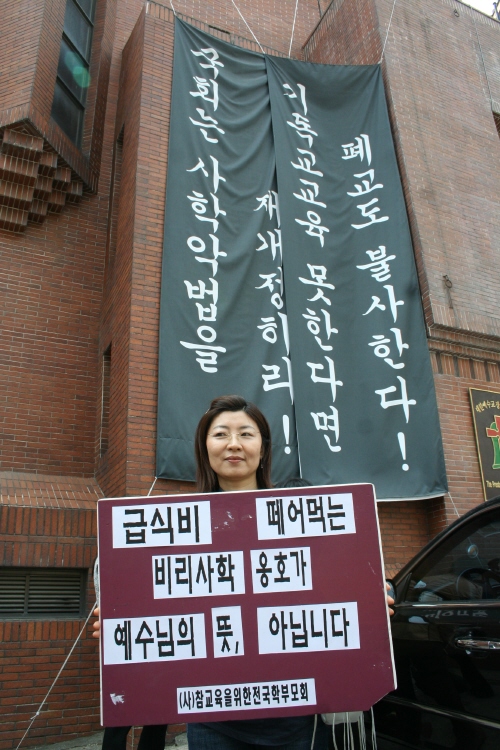 국회는 사학악법을
재개정하라!
기독교교육 못한다면
폐교도 불사한다!
급식비 떼어먹는
비리사학 옹호가
예수님의 뜻, 아닙니다
(사)참교육을위한전국학부모회